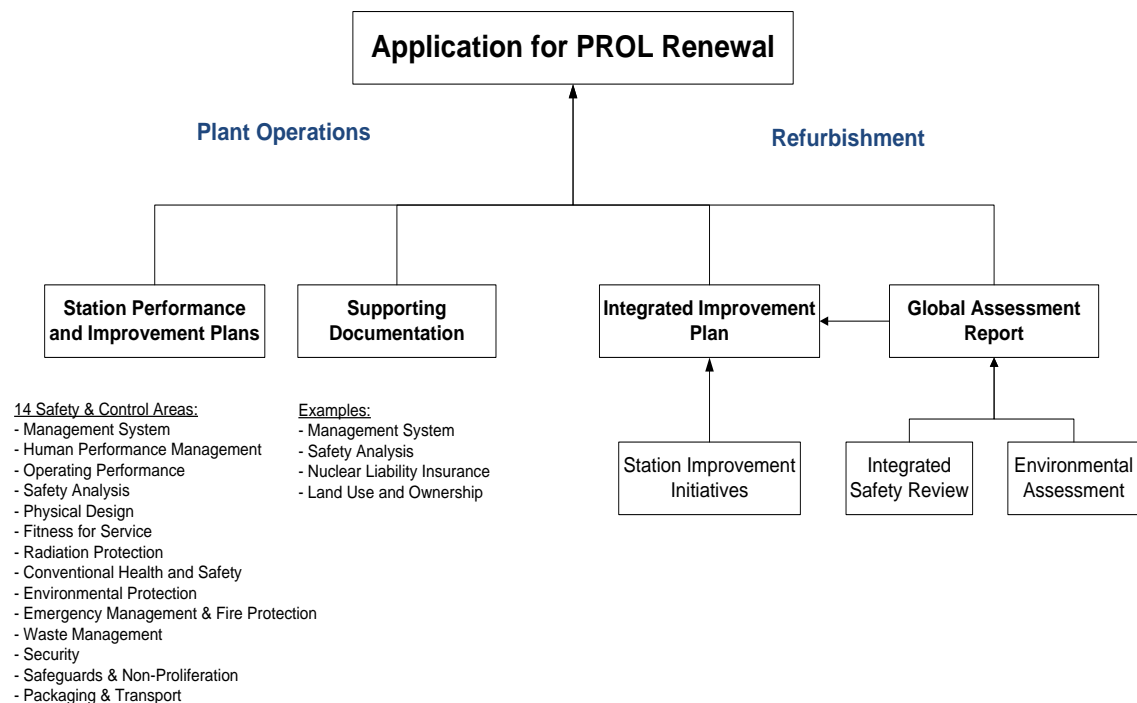 Application for PROL Renewal
Plant Operations
Refurbishment
Station Performance
and Improvement Plans
Supporting
Documentation
Integrated Improvement
Plan
Global Assessment
Report
14 Safety & Control Areas:
- Management System
- Human Performance Management
- Operating Performance
- Safety Analysis
- Physical Design
- Fitness for Service
- Radiation Protection
- Conventional Health and Safety
- Environmental Protection
- Emergency Management & Fire Protection
- Waste Management
- Security
- Safeguards & Non-Proliferation
- Packaging & Transport
Examples:
- Management System
- Safety Analysis
- Nuclear Liability Insurance
- Land Use and Ownership
Station Improvement
Initiatives
Integrated
Safety Review
Environmental
Assessment